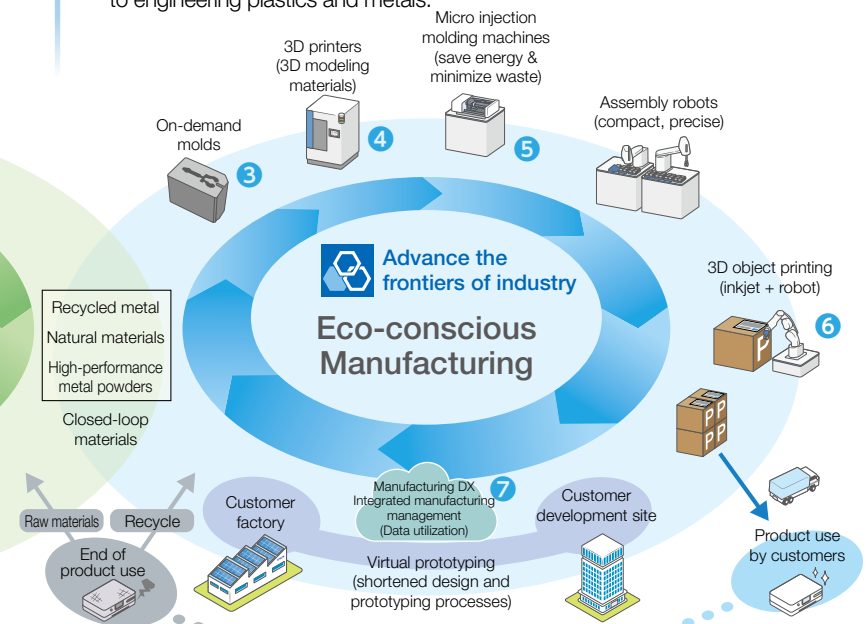 to engineering plastics and metals.
Micro injection
molding machines
(save energy &
minimize waste)
3D printers
(3D modeling
materials)
4
5
Assembly robots
(compact, precise)
On-demand
molds
3
Advance the
frontiers of industry
Eco-conscious
Manufacturing
3D object printing
(inkjet + robot)
6
P
P P
P P
Recycled metal
Natural materials
High-performance
metal powders
Closed-loop
materials
Raw materials
Recycle
End of
product use
Customer
factory
Manufacturing DX
Integrated manufacturing
management
(Data utilization)
7
Customer
development site
Virtual prototyping
(shortened design and
prototyping processes)
Product use
by customers